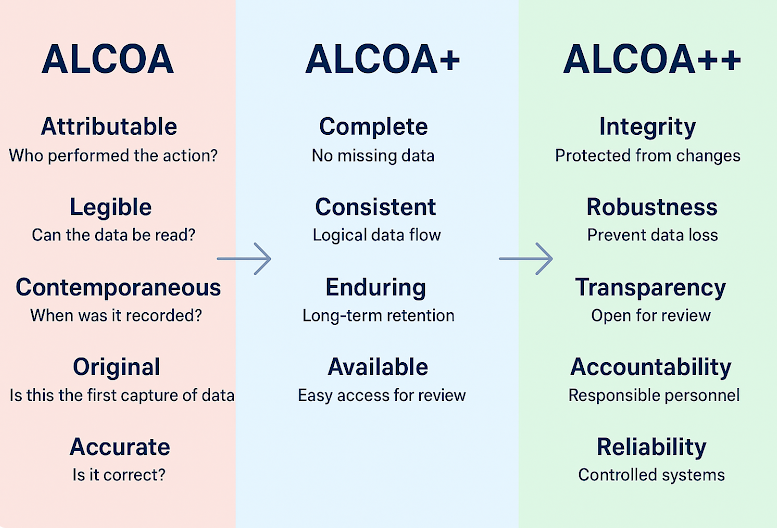 ALCOA
Attributable
Who performed the action?
Legible
Can the data be read?
Contemporaneous
When was it recorded?
Original
Is this the first capture of data
Accurate
Is it correct?
ALCOA+
Complete
No missing data
Consistent
Logical data flow
Enduring
Long-term retention
Available
Easy access for review
ALCOA++
Integrity
Protected from changes
Robustness
Prevent data loss
Transparency
Open for review
Accountability
Responsible personnel
Reliability
Controlled systems